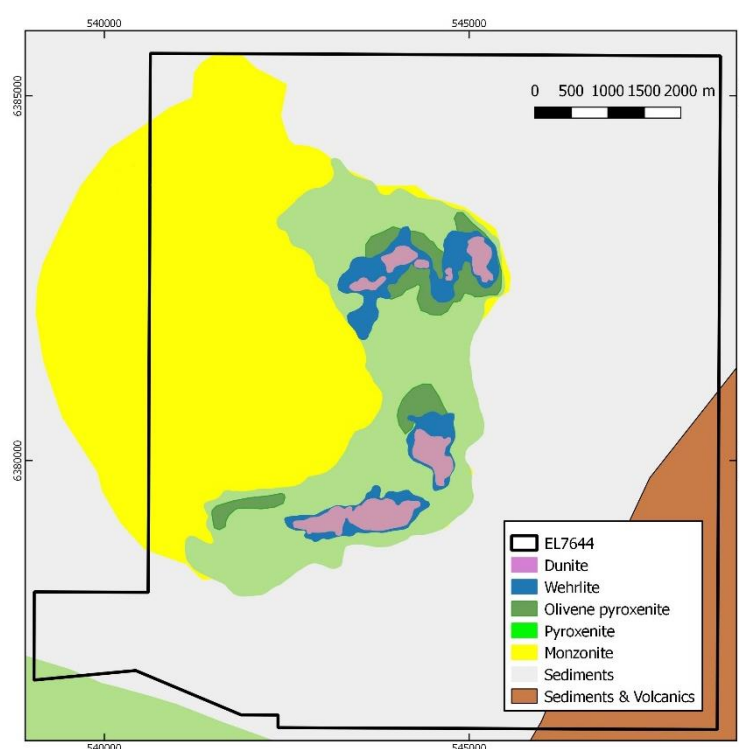 540000 545000
6385000
0 500 1000 1500 2000 m
6380000
EL7644
Dunite
Wehrlite
Olivene pyroxenite
Pyroxenite
Monzonite
Sediments
Sediments & Volcanics
540000 545000